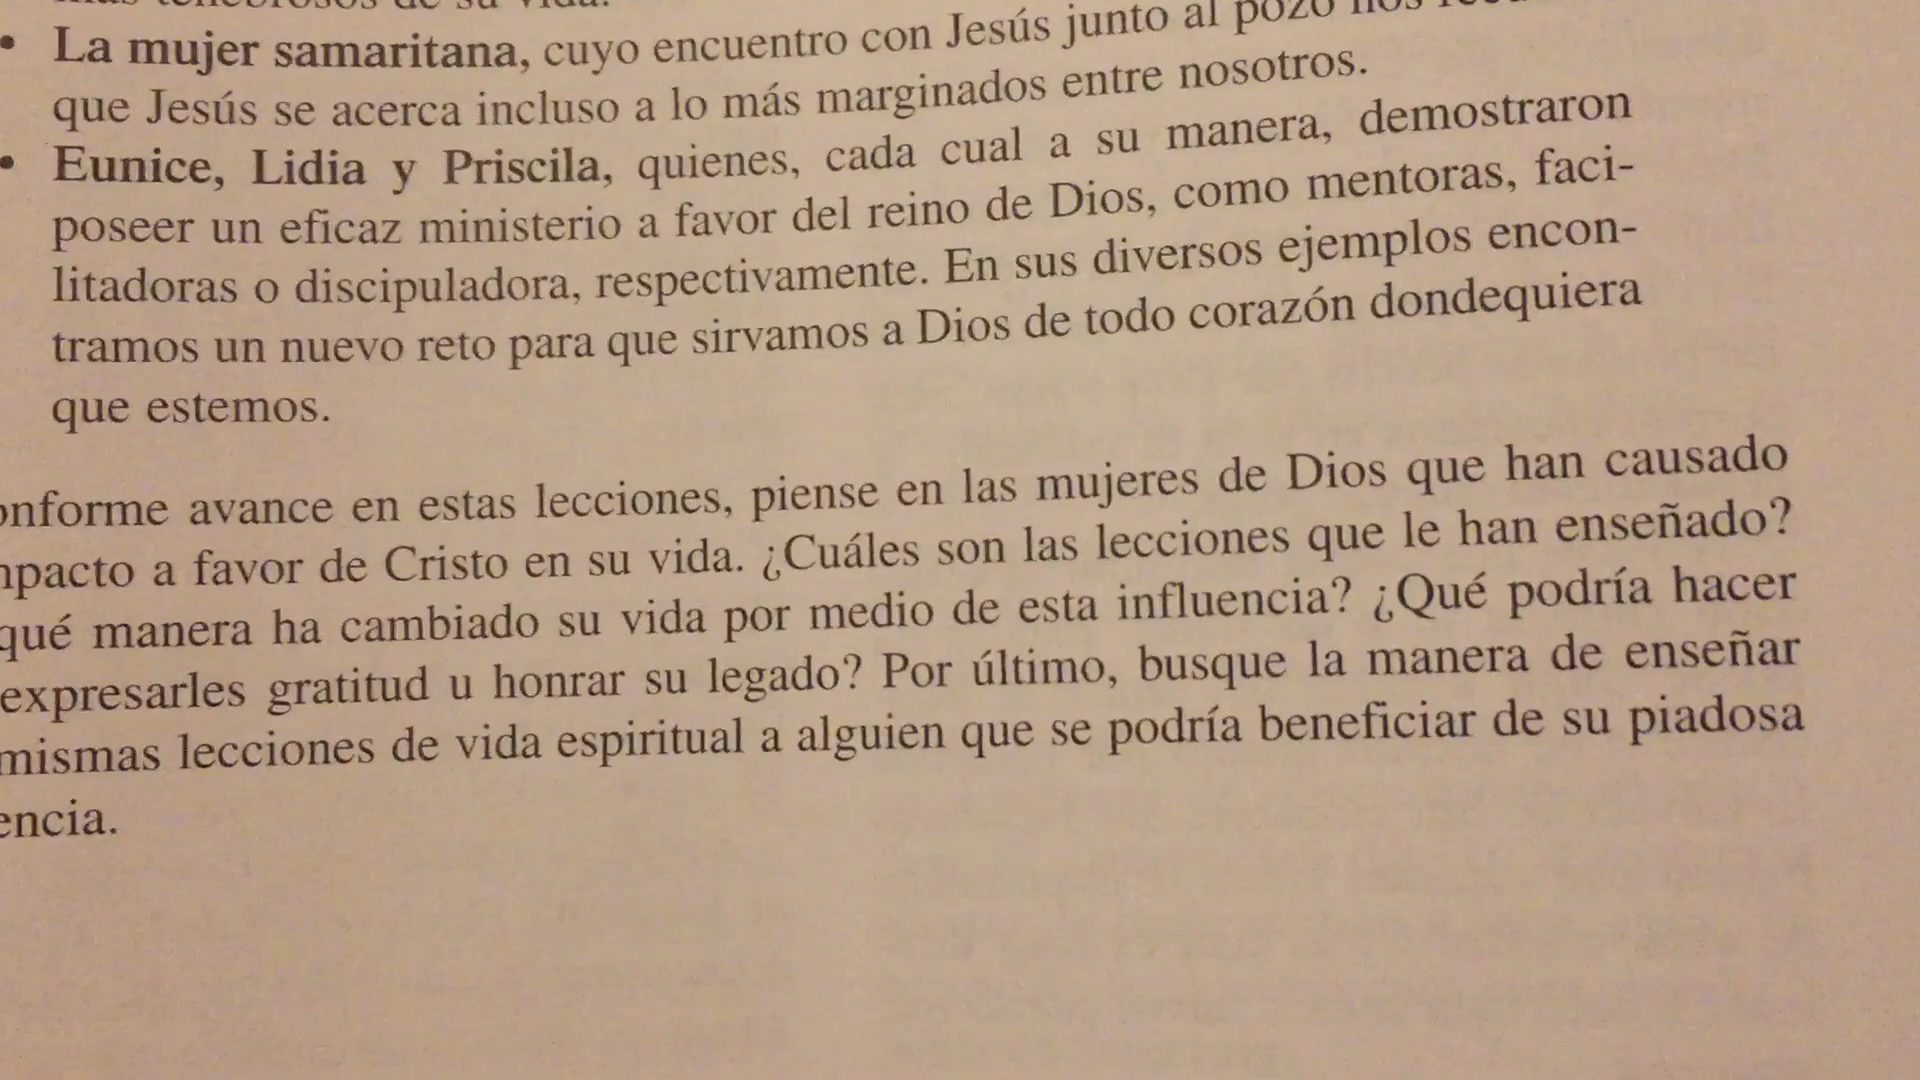 • La mujer samaritana, cuyo encuentro con Jesús junto al pozo nos
que Jesús se acerca incluso a lo más marginados entre nosotros.
• Eunice, Lidia y Priscila, quienes, cada cual a su manera, demostraron
poseer un eficaz ministerio a favor del reino de Dios, como mentoras, faci-
litadoras o discipuladora, respectivamente. En sus diversos ejemplos encon-
tramos un nuevo reto para que sirvamos a Dios de todo corazón dondequiera
que estemos.
onforme avance en estas lecciones, piense en las mujeres de Dios que han causado
mpacto a favor de Cristo en su vida. ¿Cuáles son las lecciones que le han enseñado?
qué manera ha cambiado su vida por medio de esta influencia? ¿Qué podría hacer
expresarles gratitud u honrar su legado? Por último, busque la manera de enseñar
mismas lecciones de vida espiritual a alguien que se podría beneficiar de su piadosa
encia.